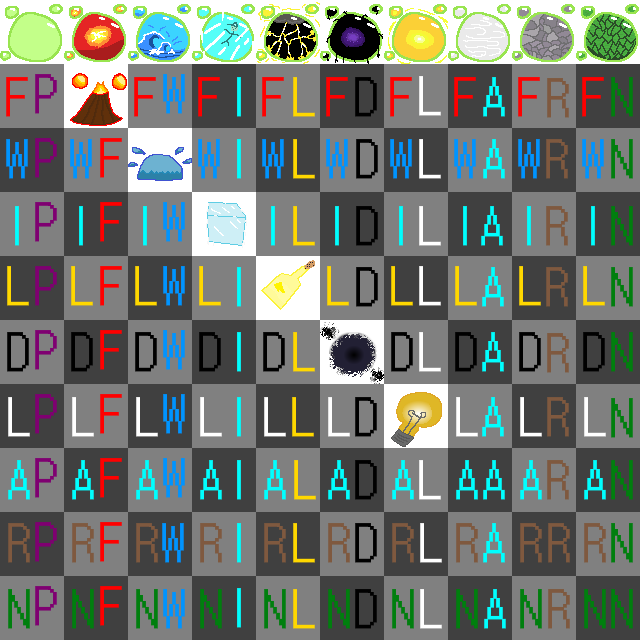 FP FW FI FL FD FL FA FR FN
WP WF WI WL WD WL WA WR WN
IP IF IW IL ID IL IA IR IN
LP LF LW LI LD LL LA LR LN
DP DF DW DI DL DL DA DR DN
LP LF LW LI LL LD LA LR LN
AP AF AW AI AL AD AL AA AR AN
RP RF RW RI RL RD RL RA RR RN
NP NF NW NI NL ND NL NA NR NN